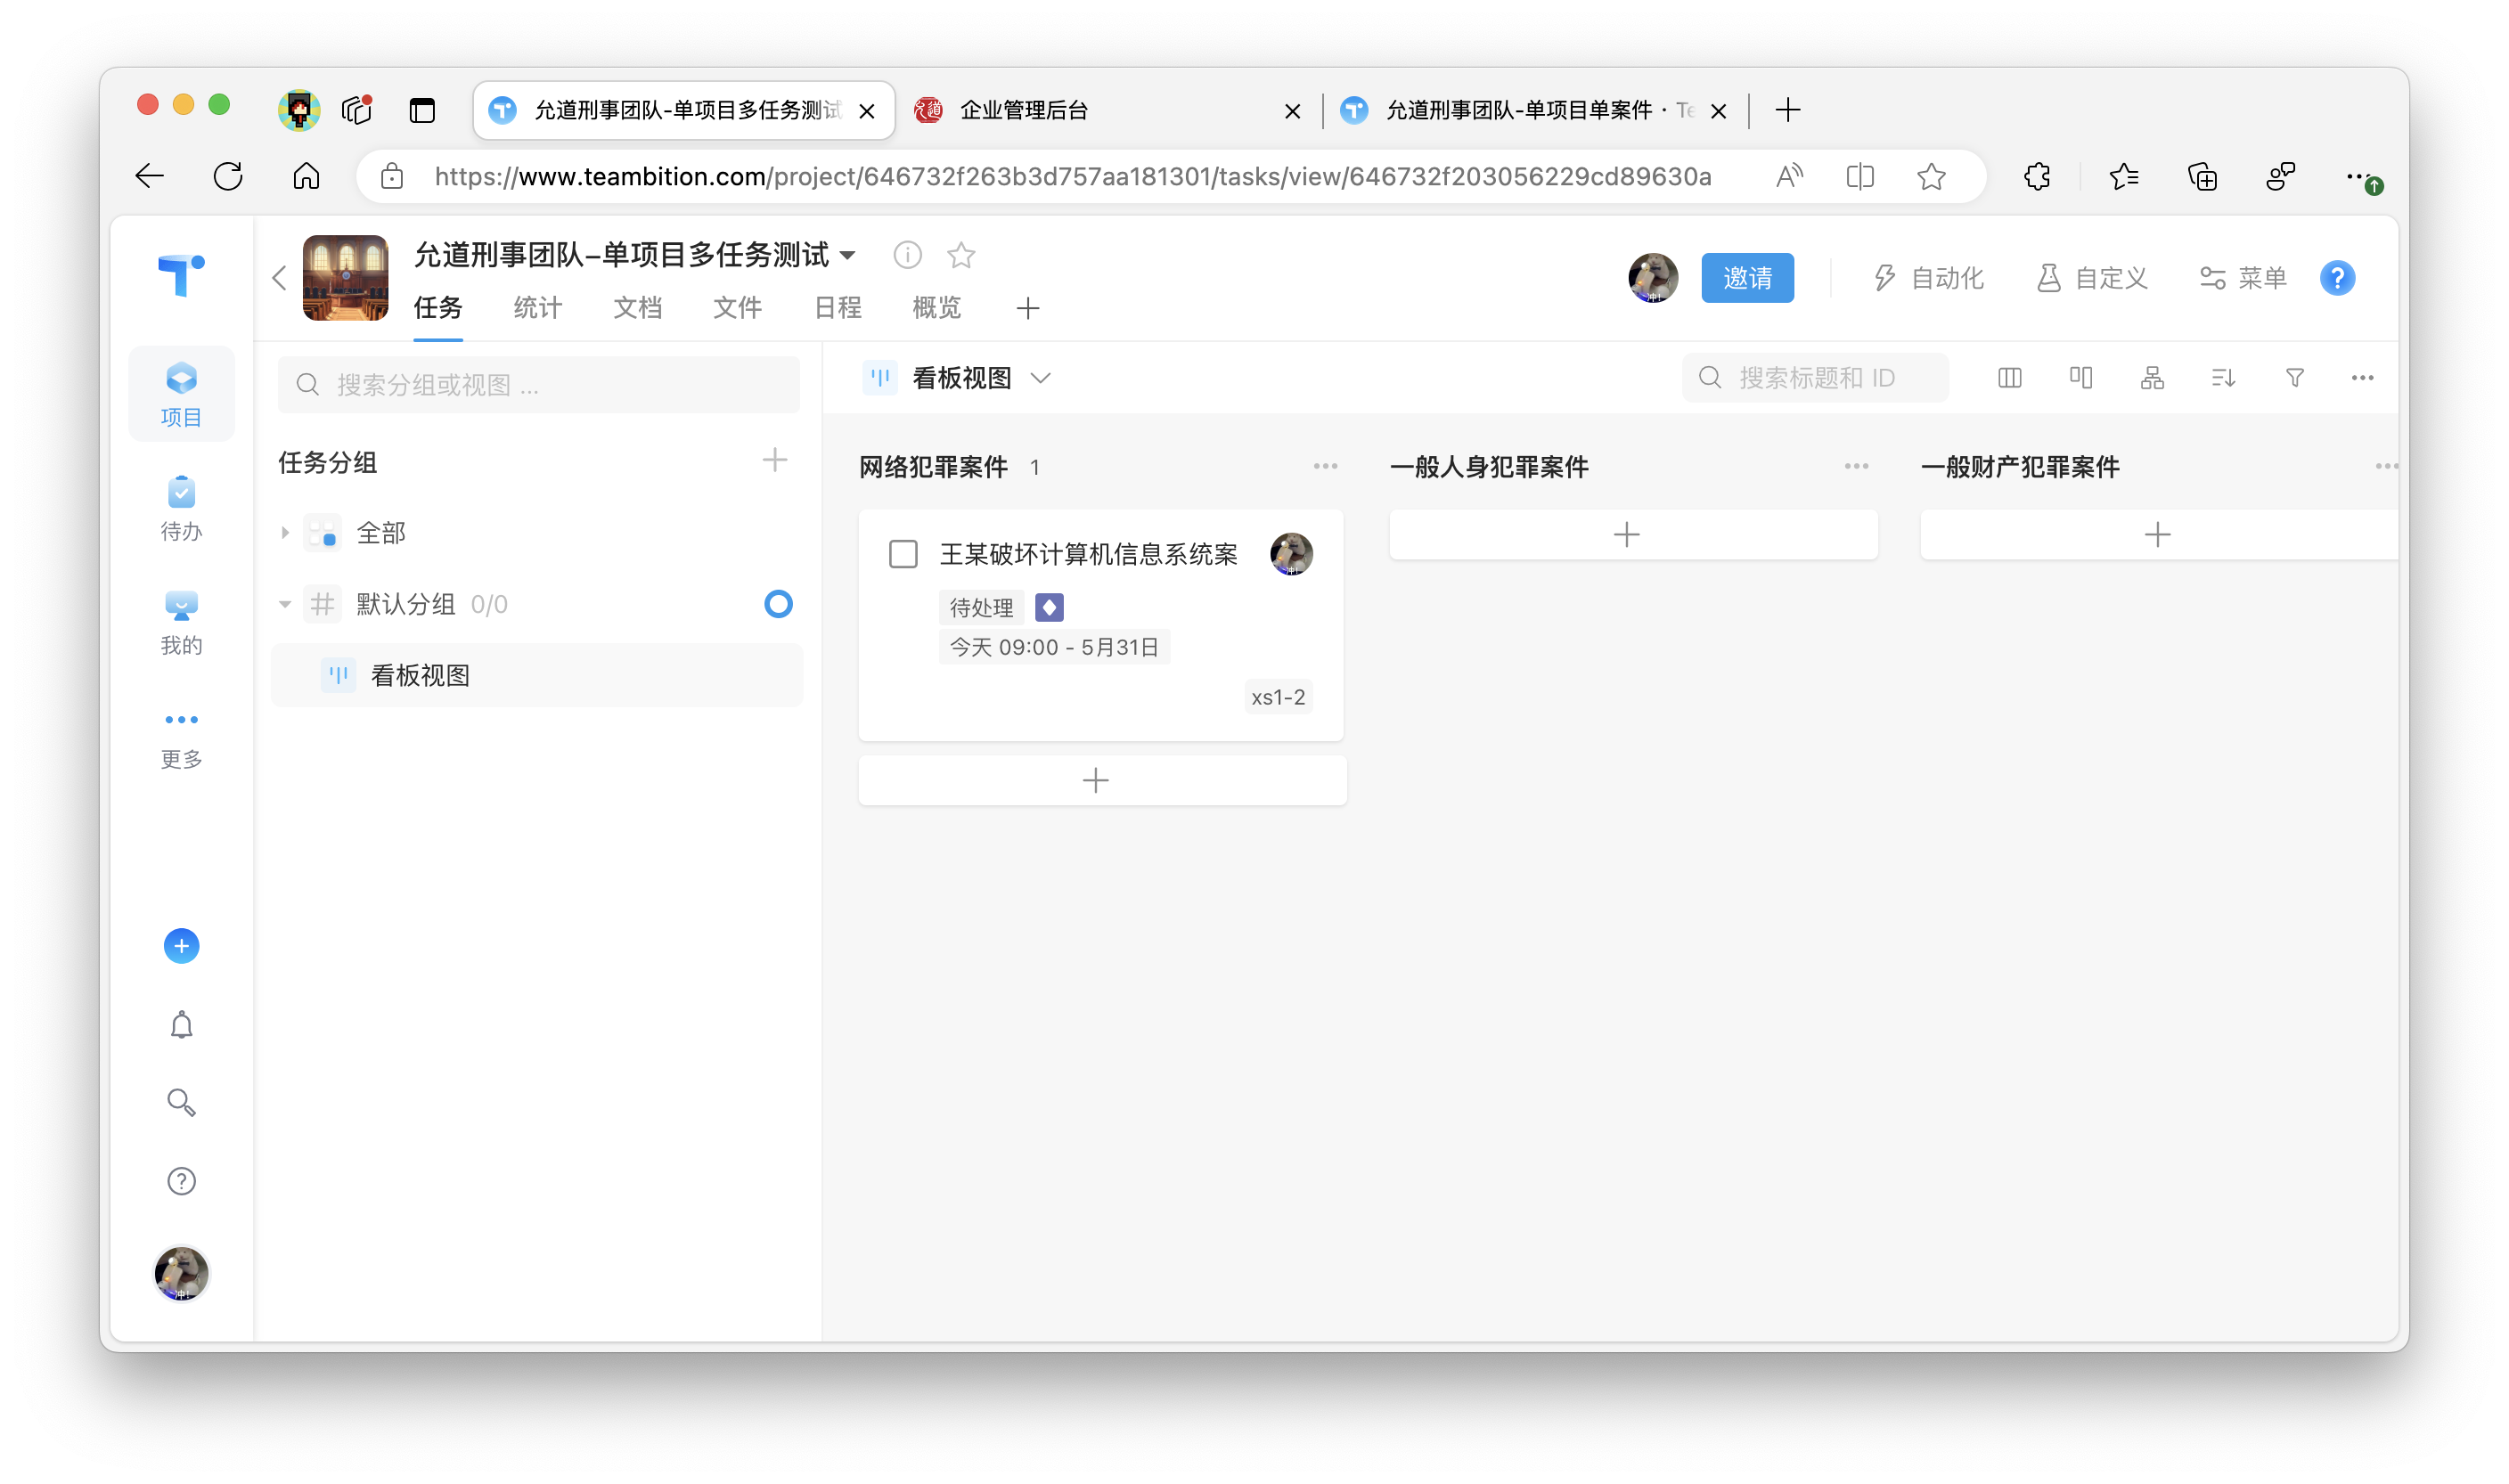 允道刑事团队-单项目多任务测试
企业管理后台
允道刑事团队-单项目单案件 · Te
https://www.teambition.com/project/646732f263b3d757aa181301/tasks/view/646732f203056229cd89630a
允道刑事团队-单项目多任务测试
任务 统计 文档 文件 日程 概览
邀请
自动化
自定义
菜单
项目
待办
我的
更多
搜索分组或视图 ...
任务分组
全部
默认分组 0/0
看板视图
看板视图
搜索标题和 ID
网络犯罪案件 1
王某破坏计算机信息系统案
冲!
待处理
今天 09:00 - 5月31日
xs1-2
一般人身犯罪案件
一般财产犯罪案件
冲!
冲!